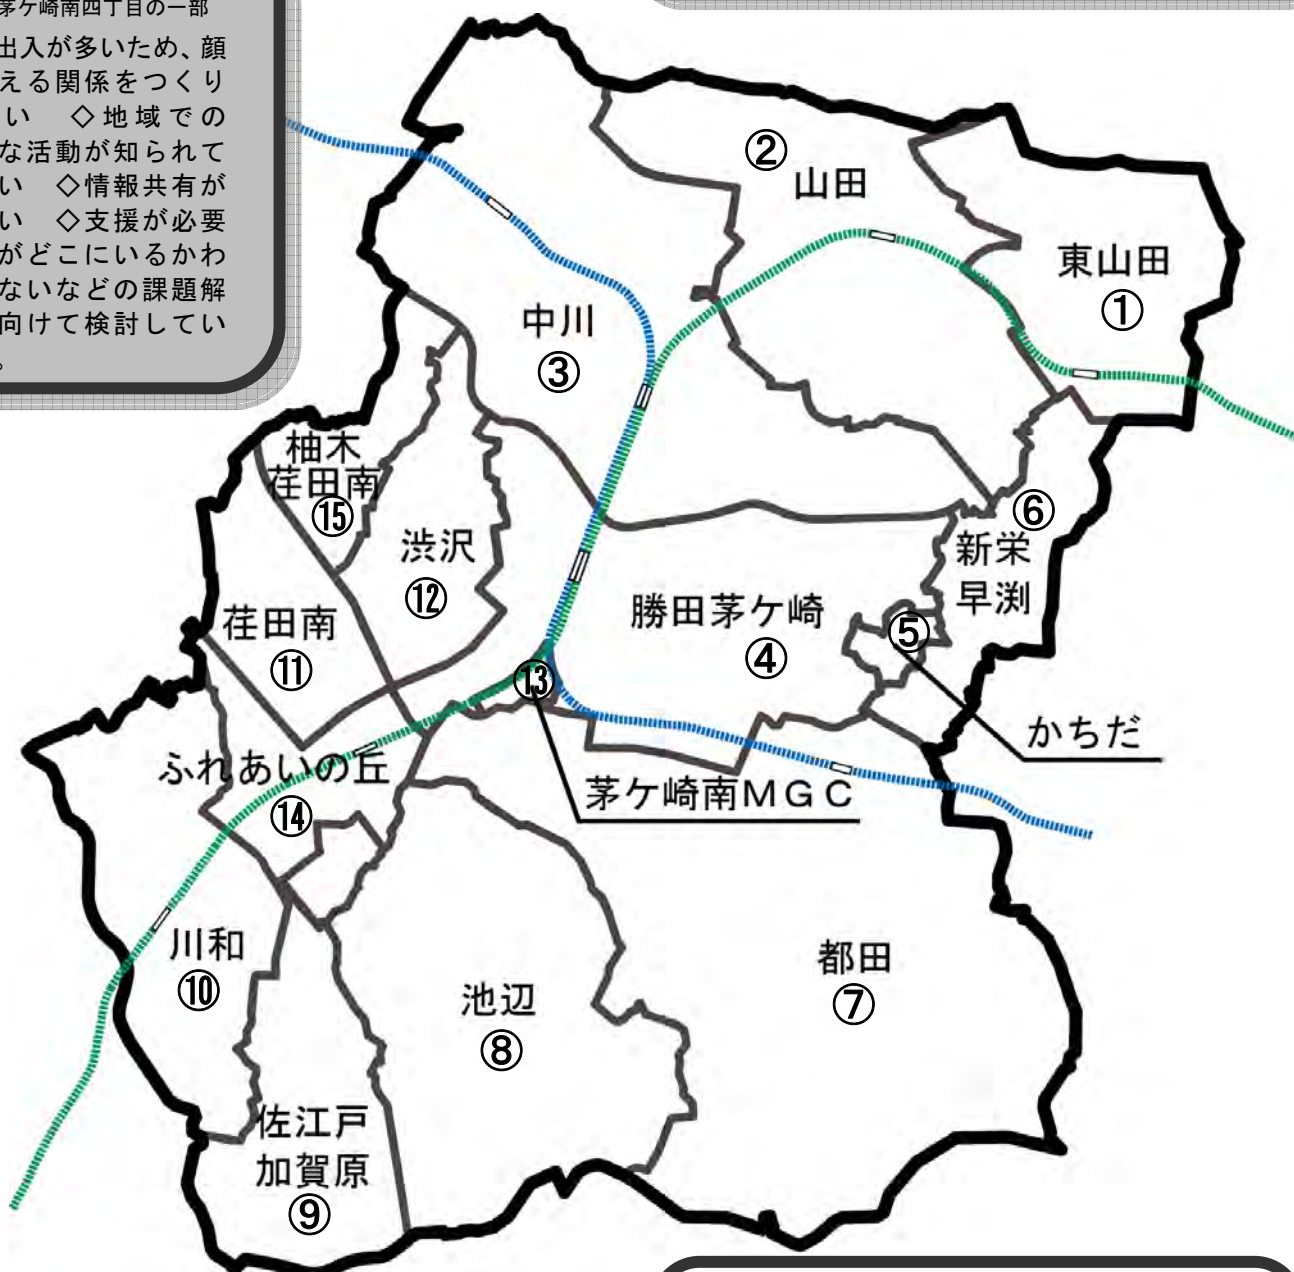 茅ケ崎南四丁目の一部
出入が多いため、顔
える関係をつくり
い ◇地域での
な活動が知られて
い ◇情報共有が
い ◇支援が必要
がどこにいるかわ
ないなどの課題解
向けて検討してい
。
②
山田
東山田
①
中川
③
柚木
荏田南
⑮
渋沢
⑫
⑥
新栄
早渕
荏田南
⑪
勝田茅ケ崎
④
⑤
⑬
かちだ
ふれあいの丘
⑭
茅ケ崎南MGC
川和
⑩
池辺
⑧
都田
⑦
佐江戸
加賀原
⑨